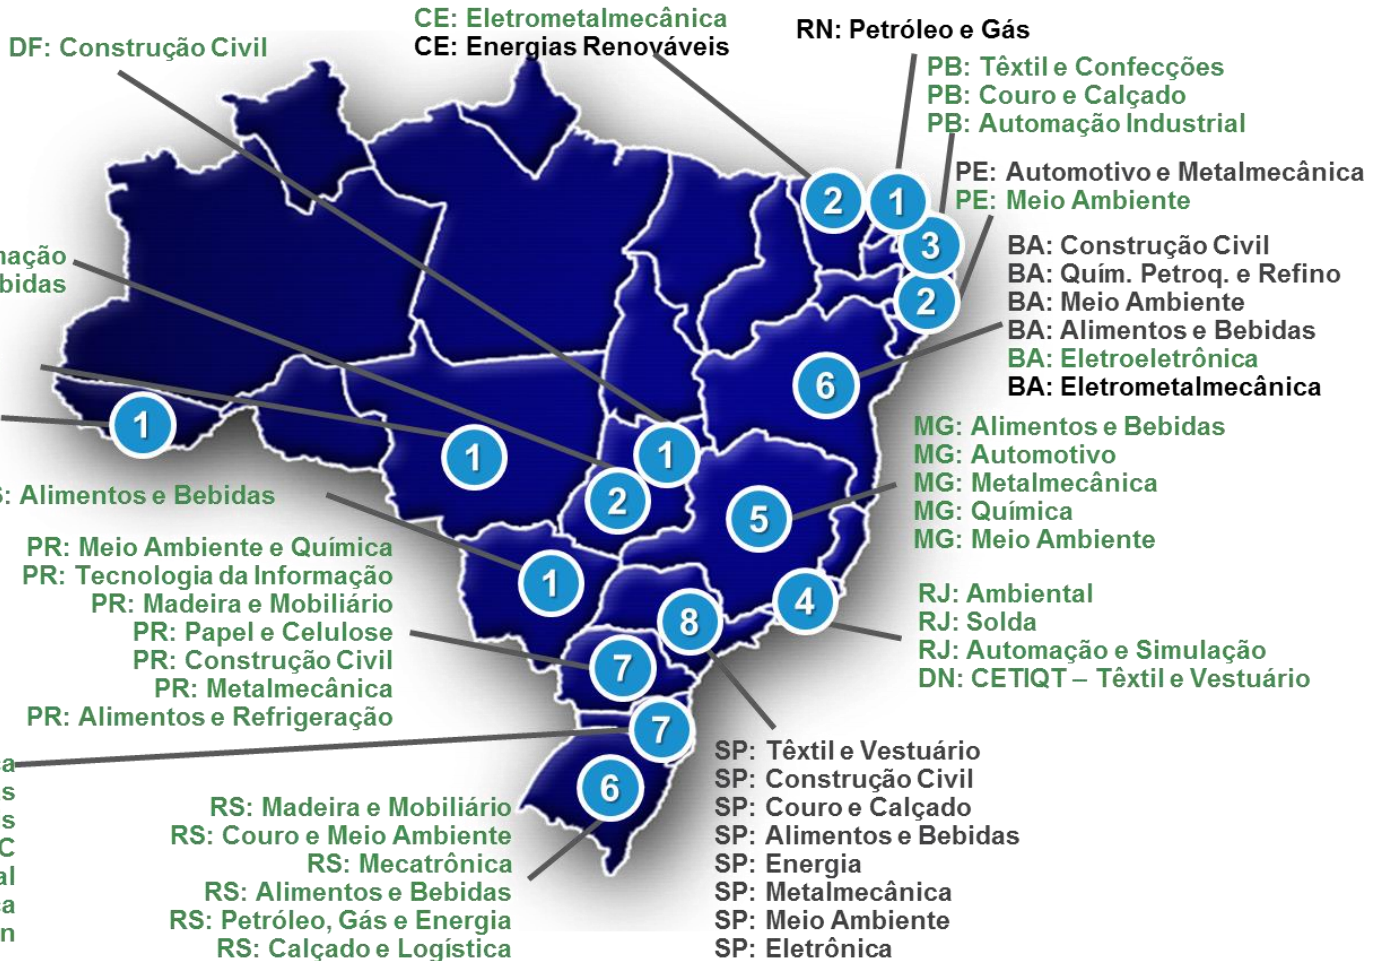 CE: Eletrometalmecânica
CE: Energias Renováveis
RN: Petróleo e Gás
DF: Construção Civil
PB: Têxtil e Confecções
PB: Couro e Calçado
PB: Automação Industrial
PE: Automotivo e Metalmecânica
PE: Meio Ambiente
2
1
3
2
BA: Construção Civil
BA: Quím. Petroq. e Refino
BA: Meio Ambiente
BA: Alimentos e Bebidas
BA: Eletroeletrônica
BA: Eletrometalmecânica
6
1
1
1
2
5
MG: Alimentos e Bebidas
MG: Automotivo
MG: Metalmecânica
MG: Química
MG: Meio Ambiente
: Alimentos e Bebidas
1
8
4
7
7
6
PR: Meio Ambiente e Química
PR: Tecnologia da Informação
PR: Madeira e Mobiliário
PR: Papel e Celulose
PR: Construção Civil
PR: Metalmecânica
PR: Alimentos e Refrigeração
RJ: Ambiental
RJ: Solda
RJ: Automação e Simulação
DN: CETIQT – Têxtil e Vestuário
RS: Madeira e Mobiliário
RS: Couro e Meio Ambiente
RS: Mecatrônica
RS: Alimentos e Bebidas
RS: Petróleo, Gás e Energia
RS: Calçado e Logística
SP: Têxtil e Vestuário
SP: Construção Civil
SP: Couro e Calçado
SP: Alimentos e Bebidas
SP: Energia
SP: Metalmecânica
SP: Meio Ambiente
SP: Eletrônica